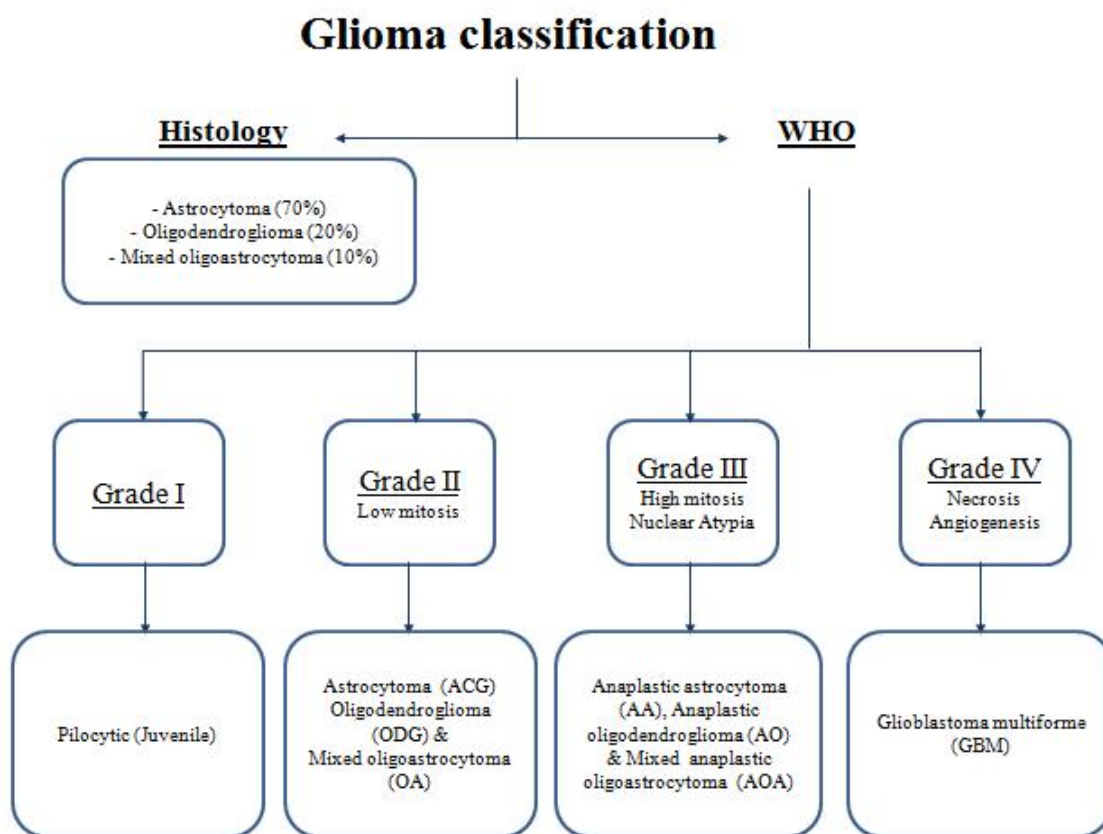 Glioma classification
Histology
WHO
- Astrocytoma (70%)
- Oligodendroglioma (20%)
- Mixed oligoastrocytoma (10%)
Grade I
Grade II
Low mitosis
Grade III
High mitosis
Nuclear Atypia
Grade IV
Necrosis
Angiogenesis
Pilocytic (Juvenile)
Astrocytoma (ACG)
Oligodendroglioma
(ODG) &
Mixed oligoastrocytoma
(OA)
Anaplastic astrocytoma
(AA), Anaplastic
oligodendroglioma (AO)
& Mixed anaplastic
oligoastrocytoma (AOA)
Glioblastoma multiforme
(GBM)